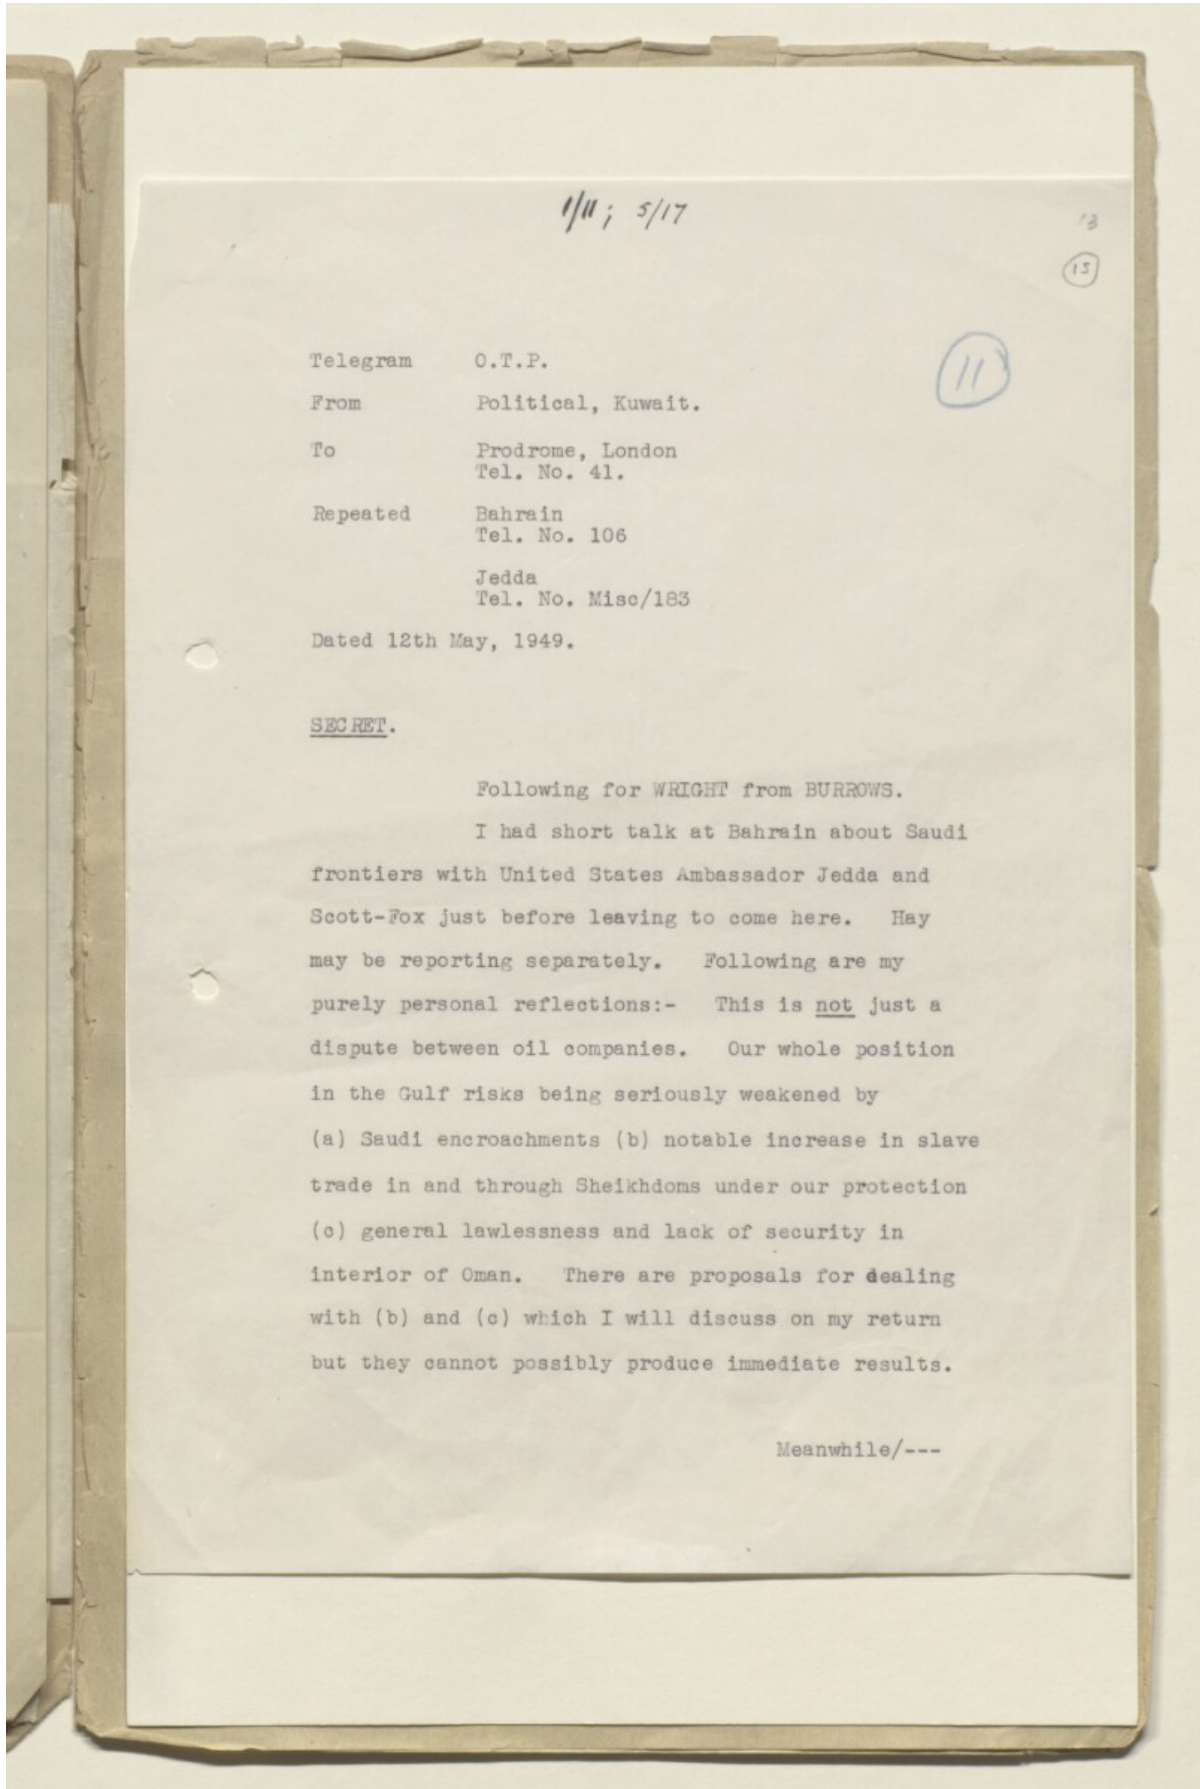 1/11; 5/17
13
15
11
Telegram O.T.P.
From Political, Kuwait.
To Prodrome, London
Tel. No. 41.
Repeated Bahrain
Tel. No. 106
Jedda
Tel. No. Misc/183
Dated 12th May, 1949.
SECRET.
Following for WRIGHT from BURROWS.
I had short talk at Bahrain about Saudi
frontiers with United States Ambassador Jedda and
Scott-Fox just before leaving to come here. Hay
may be reporting separately. Following are my
purely personal reflections:- This is not just a
dispute between oil companies. Our whole position
in the Gulf risks being seriously weakened by
(a) Saudi encroachments (b) notable increase in slave
trade in and through Sheikhdoms under our protection
(c) general lawlessness and lack of security in
interior of Oman. There are proposals for dealing
with (b) and (c) which I will discuss on my return
but they cannot possibly produce immediate results.
Meanwhile/---